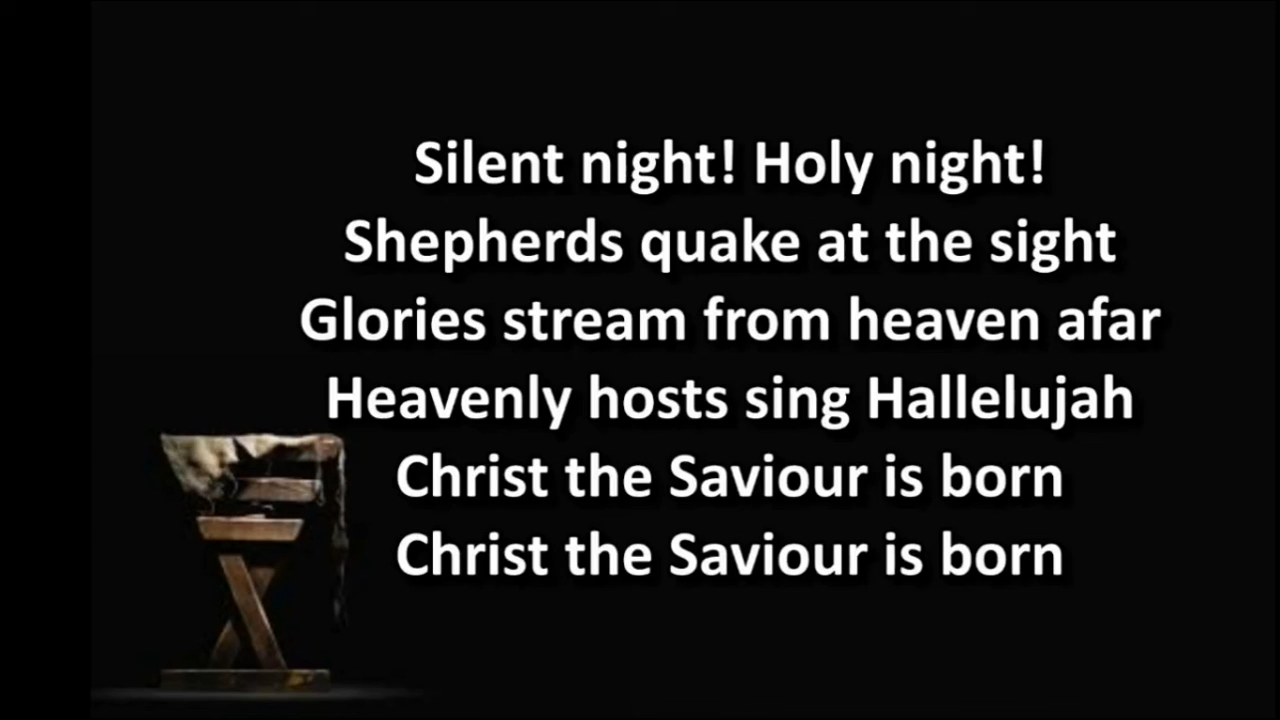 Silent night! Holy night!
Shepherds quake at the sight
Glories stream from heaven afar
Heavenly hosts sing Hallelujah
Christ the Saviour is born
Christ the Saviour is born